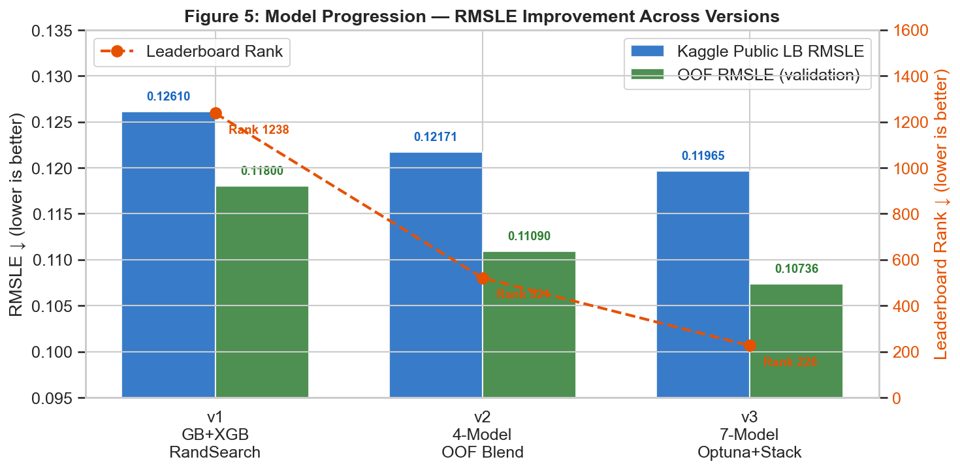 Figure 5: Model Progression — RMSLE Improvement Across Versions
Leaderboard Rank
Kaggle Public LB RMSLE
OOF RMSLE (validation)
RMSLE ↓ (lower is better)
0.135
0.130
0.125
0.120
0.115
0.110
0.105
0.100
0.095
0.12610
Rank 1238
0.11800
0.12171
0.11090
Rank
0.11965
0.10736
Rank
1600
1400
1200
1000
800
600
400
200
0
Leaderboard Rank ↓ (lower is better)
v1
GB+XGB
RandSearch
v2
4-Model
OOF Blend
v3
7-Model
Optuna+Stack